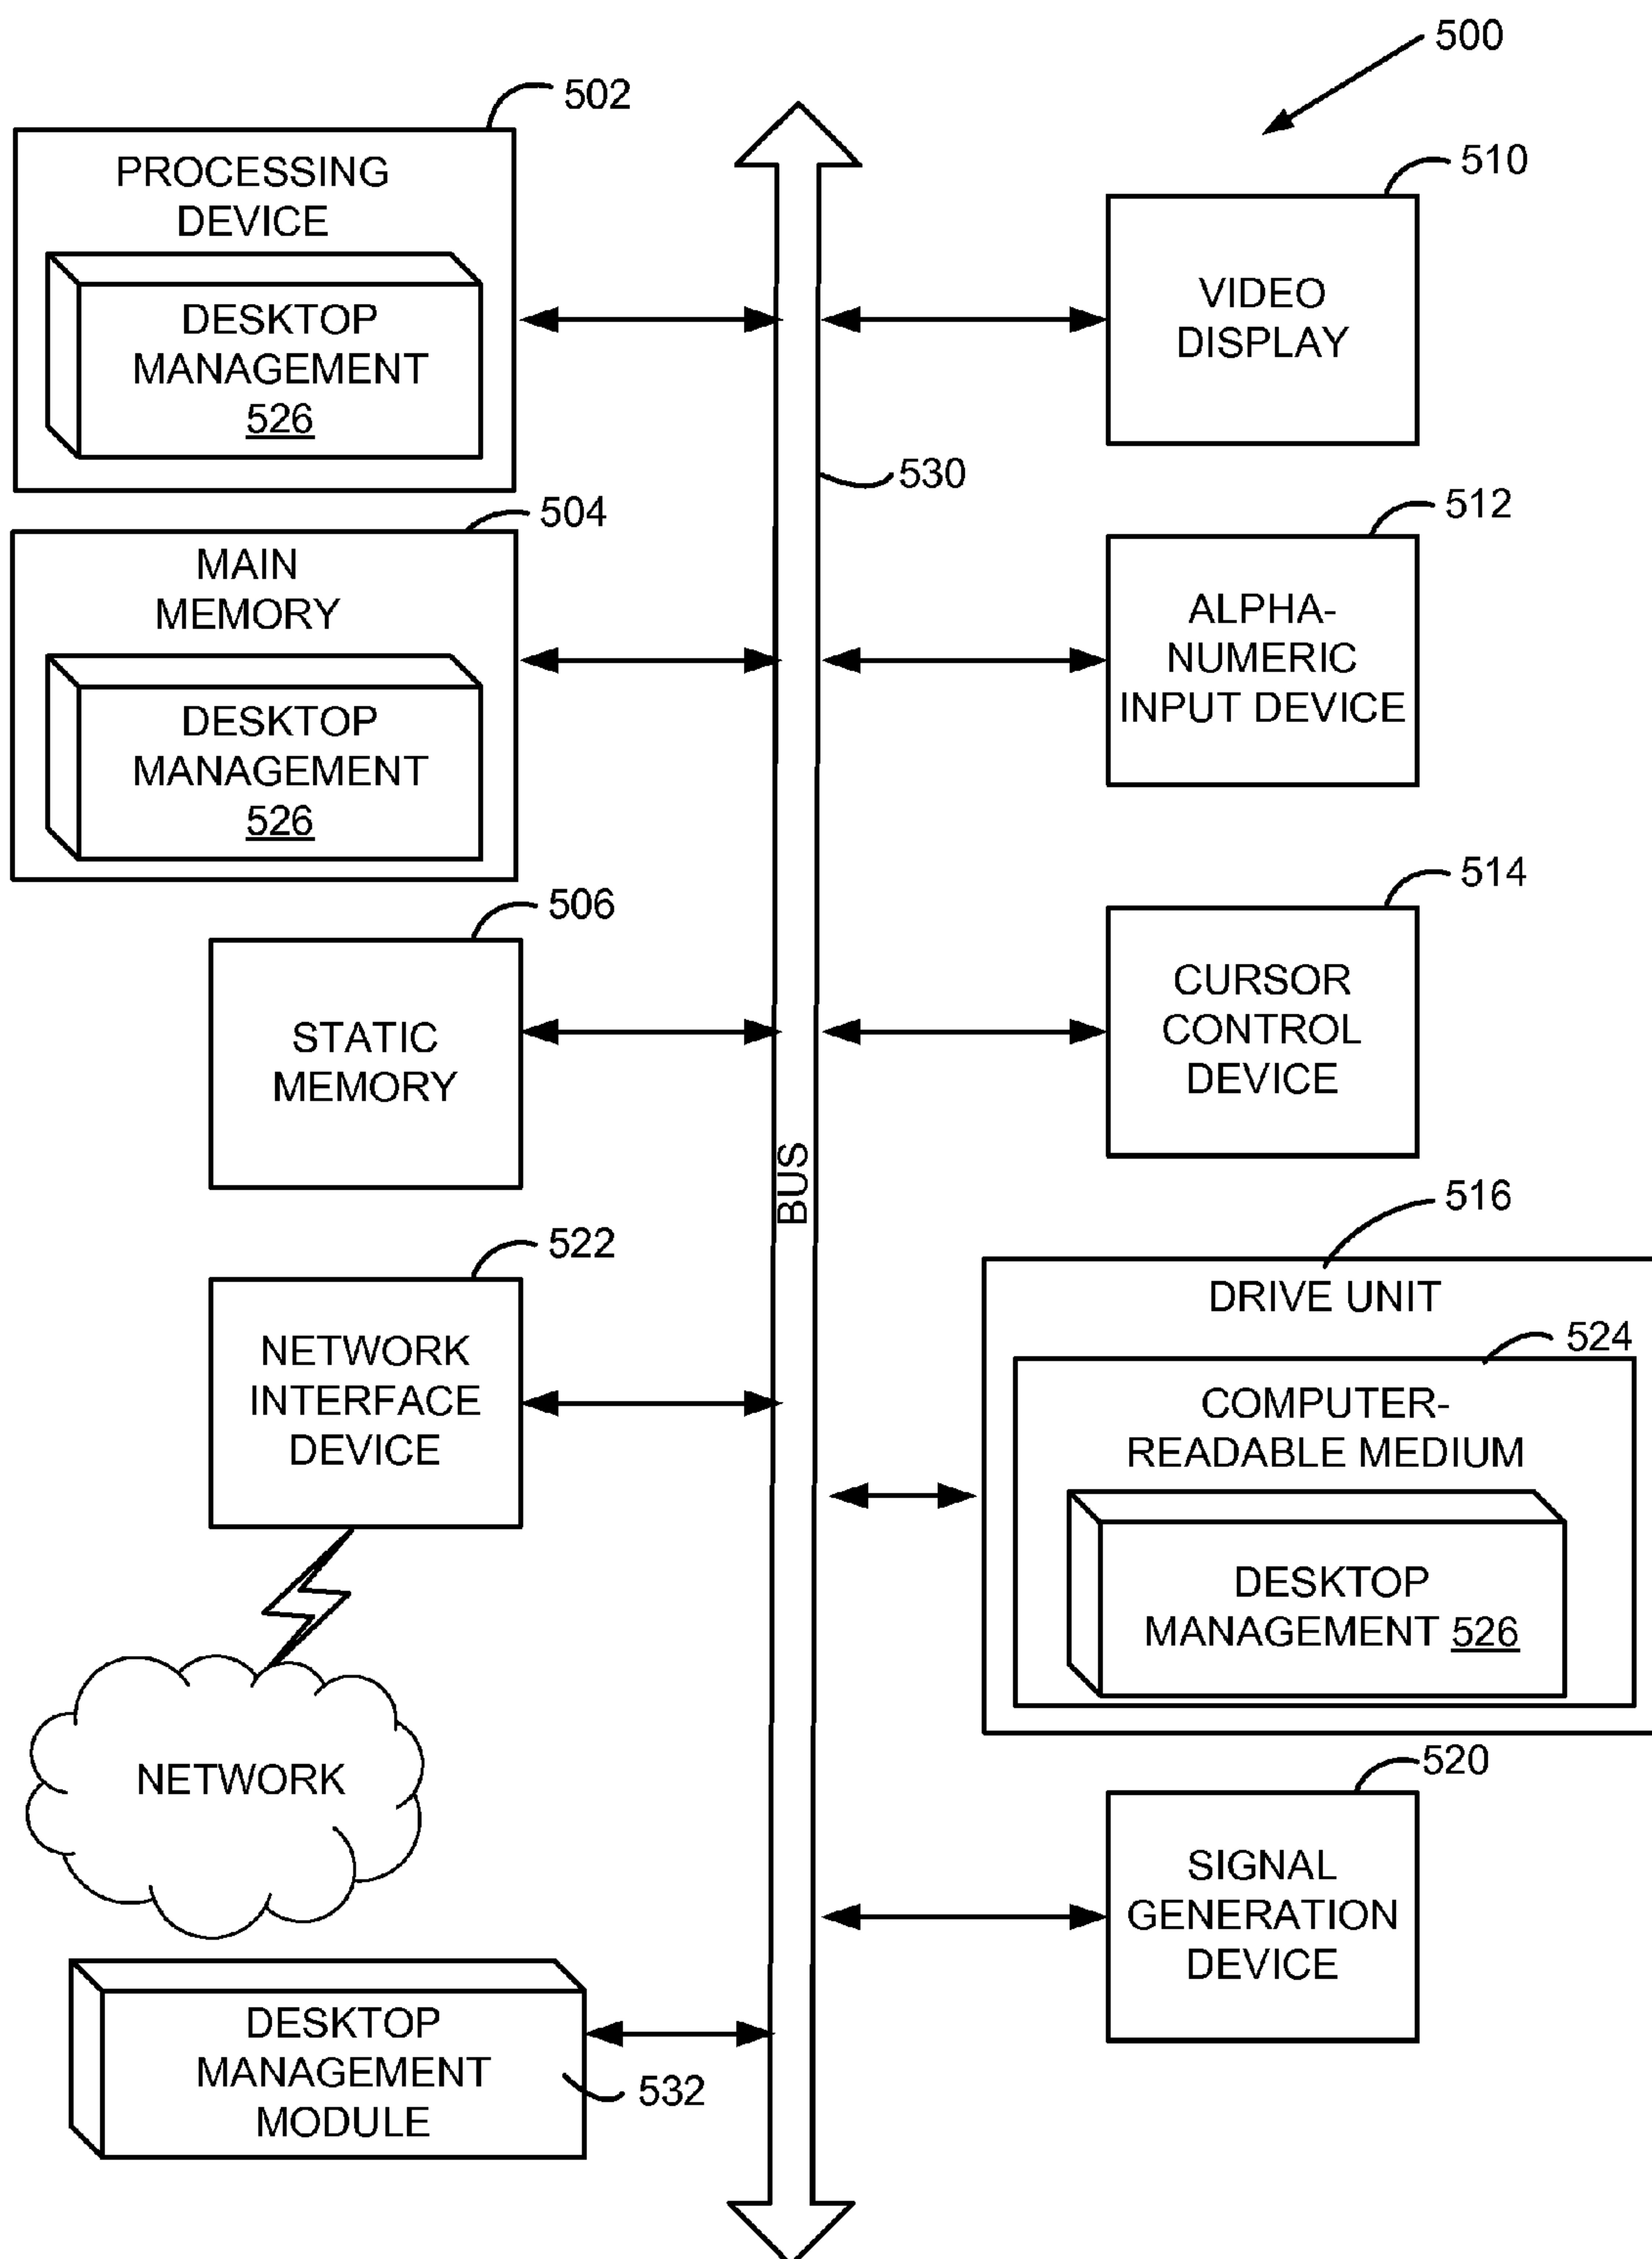 500
502
PROCESSING
DEVICE
DESKTOP
MANAGEMENT
526
510
VIDEO
DISPLAY
530
504
MAIN
MEMORY
DESKTOP
MANAGEMENT
526
512
ALPHA-
NUMERIC
INPUT DEVICE
506
STATIC
MEMORY
514
CURSOR
CONTROL
DEVICE
BUS
522
NETWORK
INTERFACE
DEVICE
516
DRIVE UNIT
524
COMPUTER-
READABLE MEDIUM
DESKTOP
MANAGEMENT 526
NETWORK
520
SIGNAL
GENERATION
DEVICE
DESKTOP
MANAGEMENT
MODULE
532